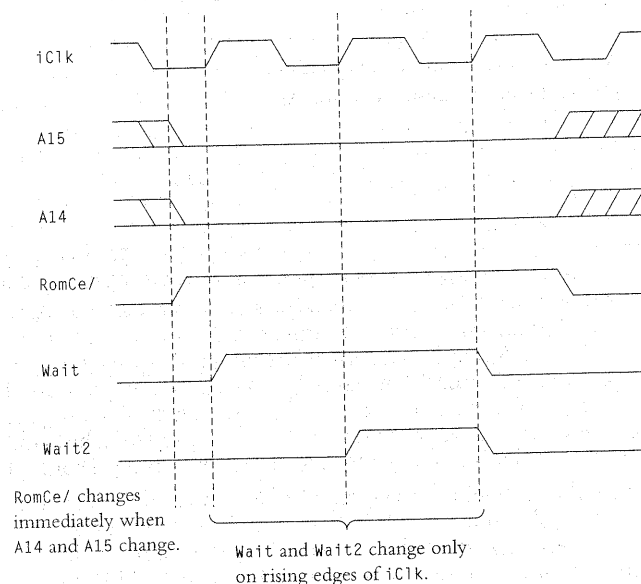 iClk
A15
A14
RomCe/
Wait
Wait2
RomCe/ changes
immediately when
A14 and A15 change.
Wait and Wait2 change only
on rising edges of iClk.